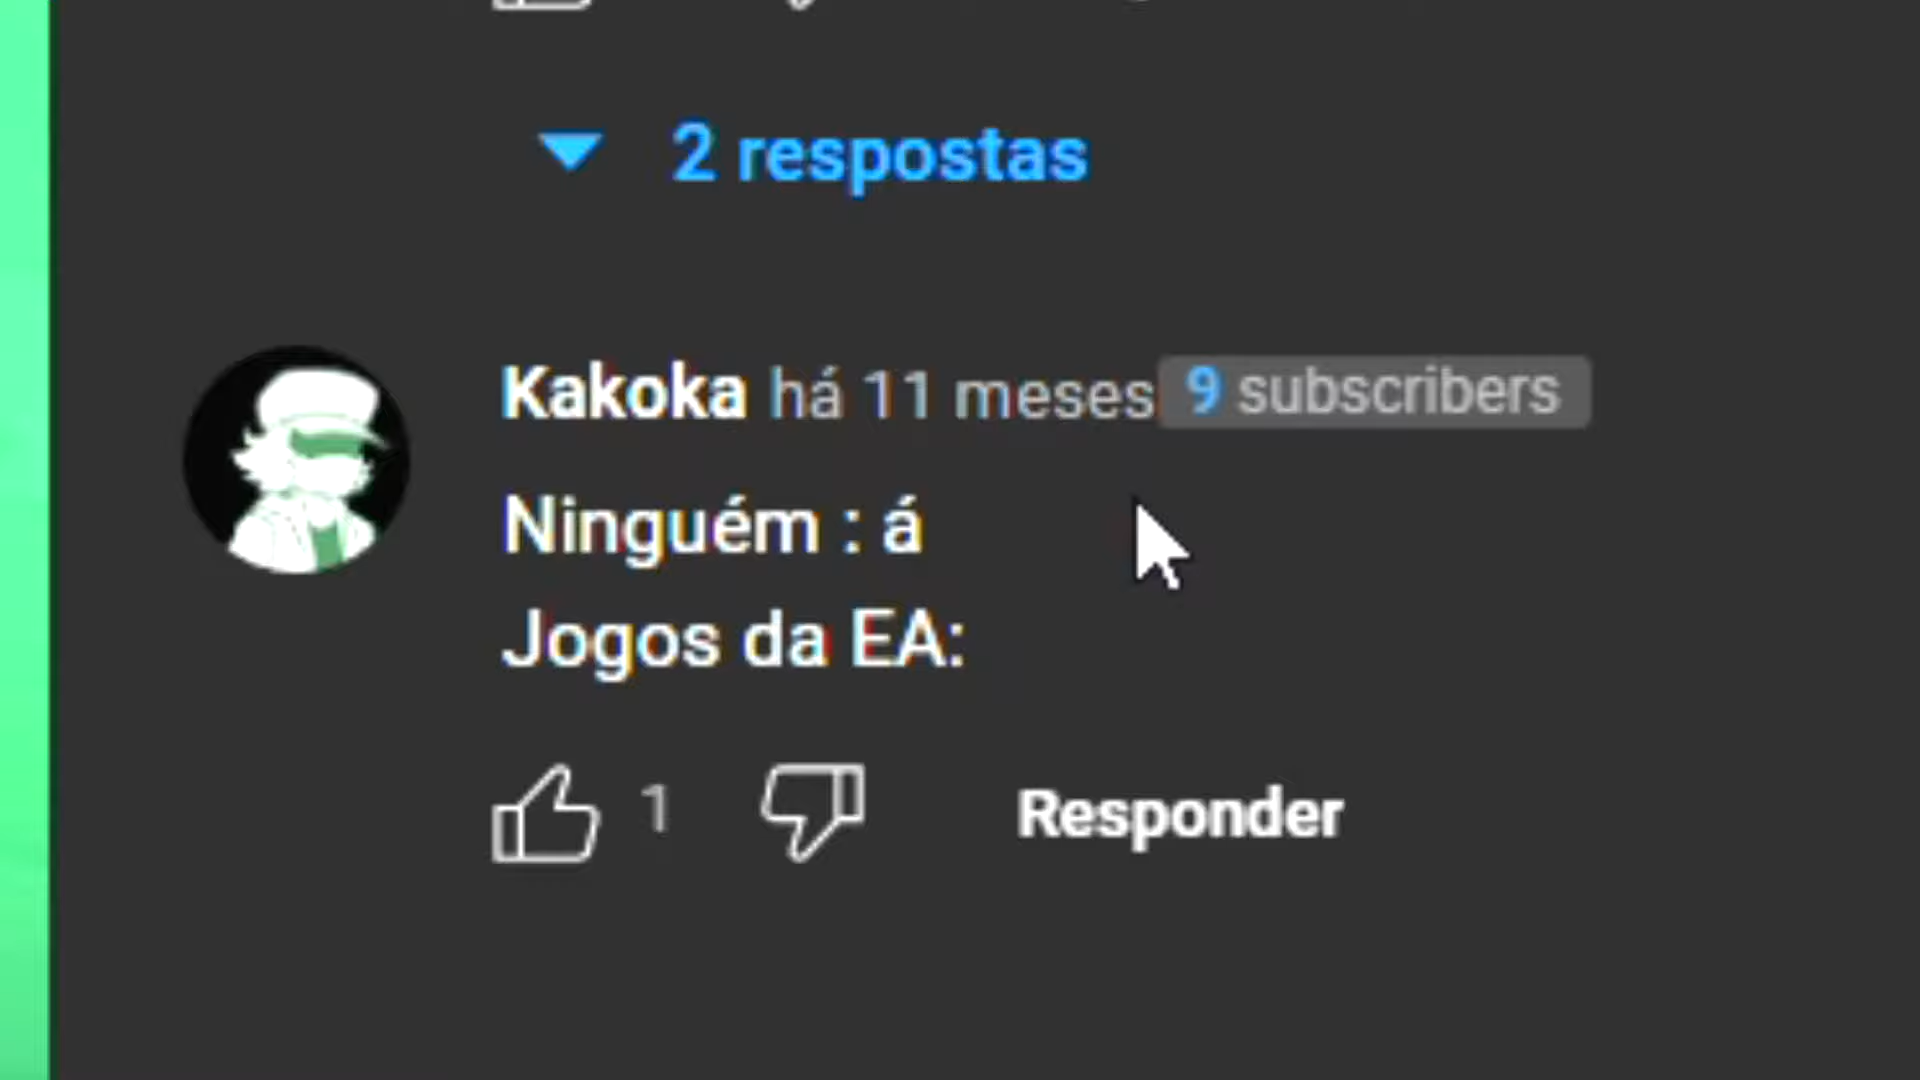 2 respostas
Kakoka há 11 meses 9 subscribers
Ninguém : á
Jogos da EA:
1 Responder